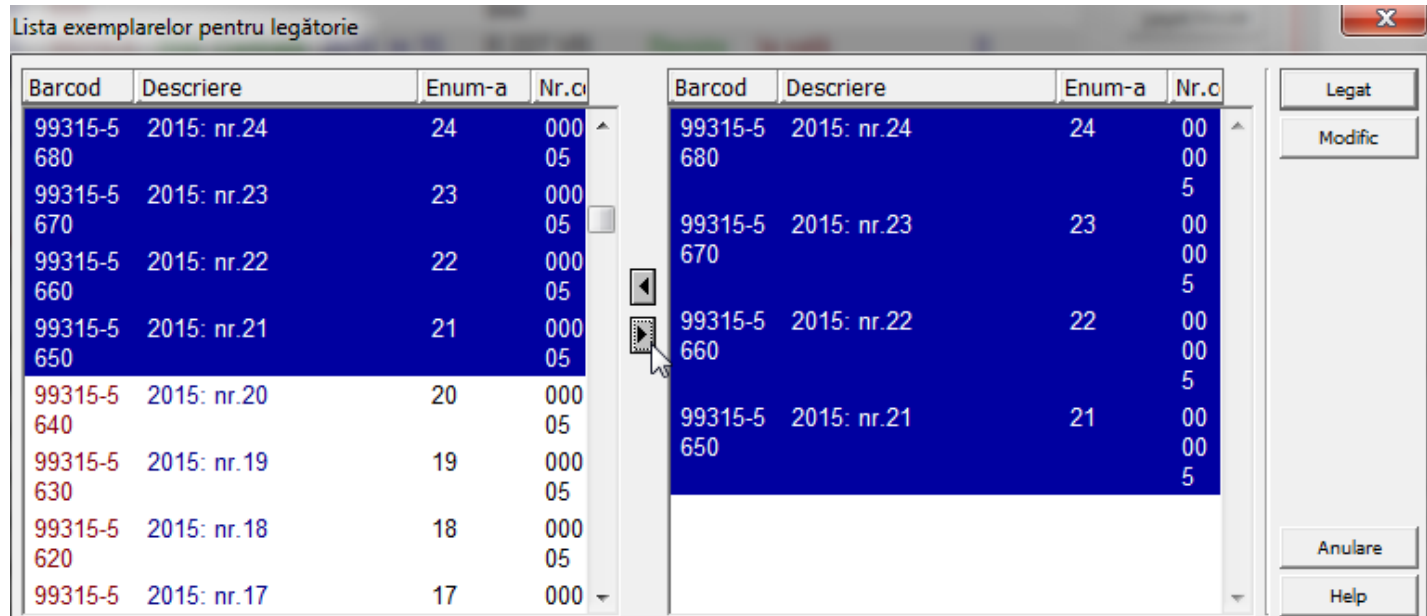 Lista exemplarelor pentru legătorie
Barcod Descriere Enum-a Nr.c
99315-5 2015: nr.24 24 000
680 05
99315-5 2015: nr.23 23 000
670 05
99315-5 2015: nr.22 22 000
660 05
99315-5 2015: nr.21 21 000
650 05
99315-5 2015: nr.20 20 000
640 05
99315-5 2015: nr.19 19 000
630 05
99315-5 2015: nr.18 18 000
620 05
99315-5 2015: nr.17 17 000
Barcod Descriere Enum-a Nr.c
99315-5 2015: nr.24 24 00
680 00
5
99315-5 2015: nr.23 23 00
670 00
5
99315-5 2015: nr.22 22 00
660 00
5
99315-5 2015: nr.21 21 00
650 00
5
Legat
Modific
Anulare
Help